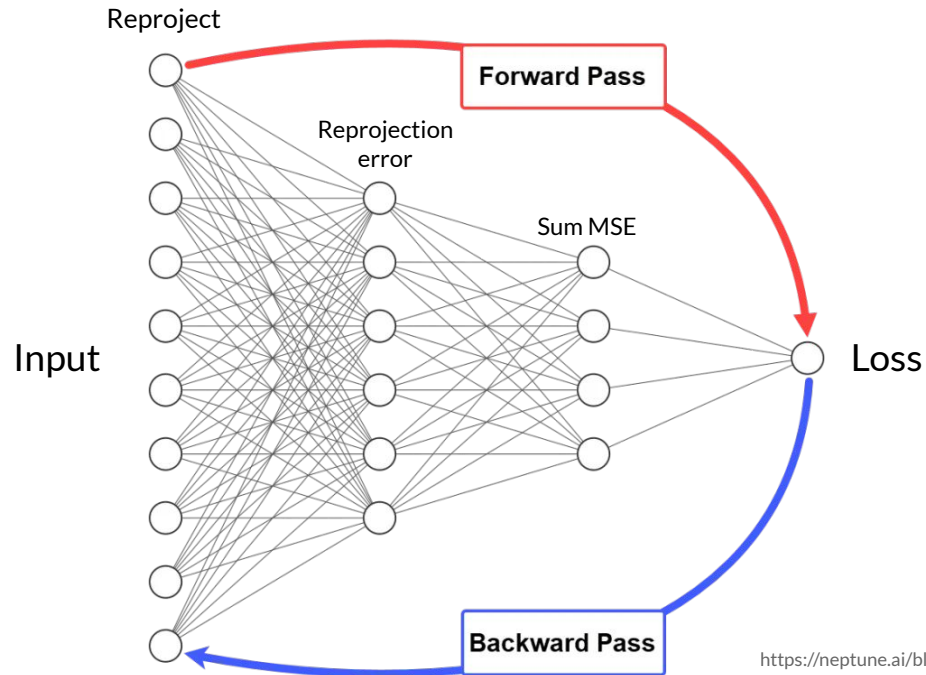 Reproject
Forward Pass
Reprojection
error
Sum MSE
Input
Loss
Backward Pass
https://neptune.ai/bl